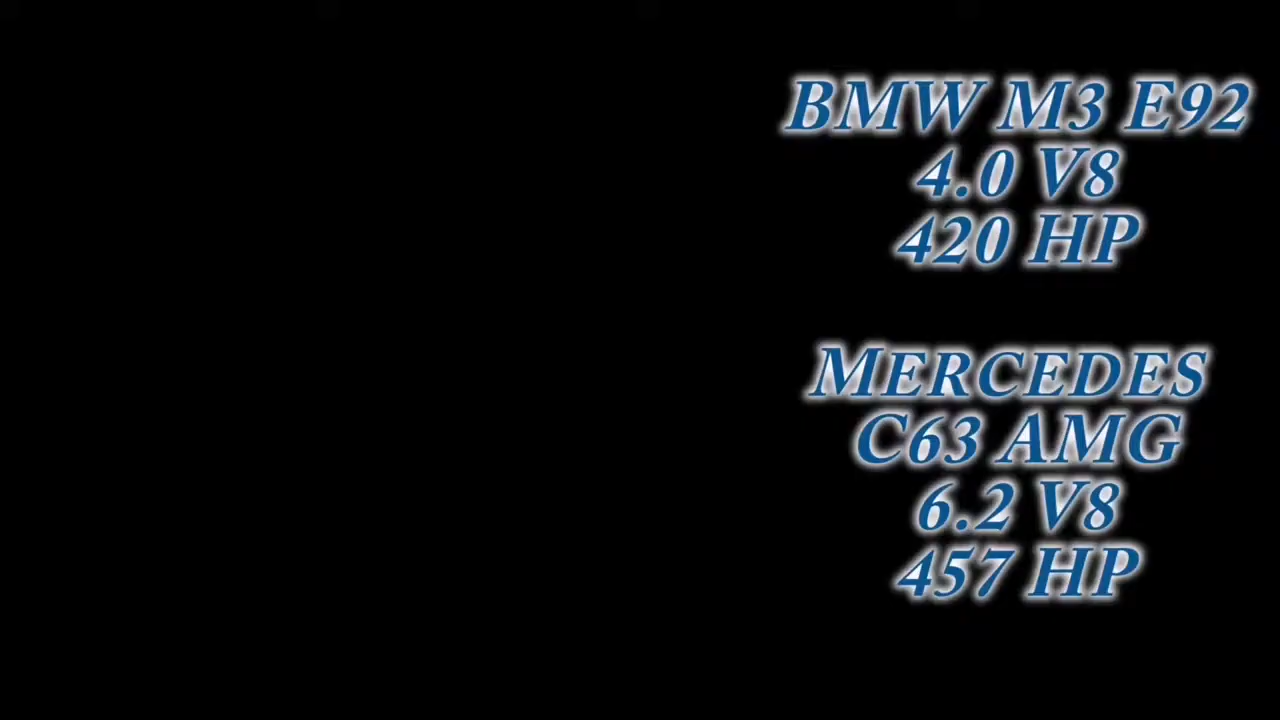 BMW M3 E92
4.0 V8
420 HP
MERCEDES
C63 AMG
6.2 V8
457 HP